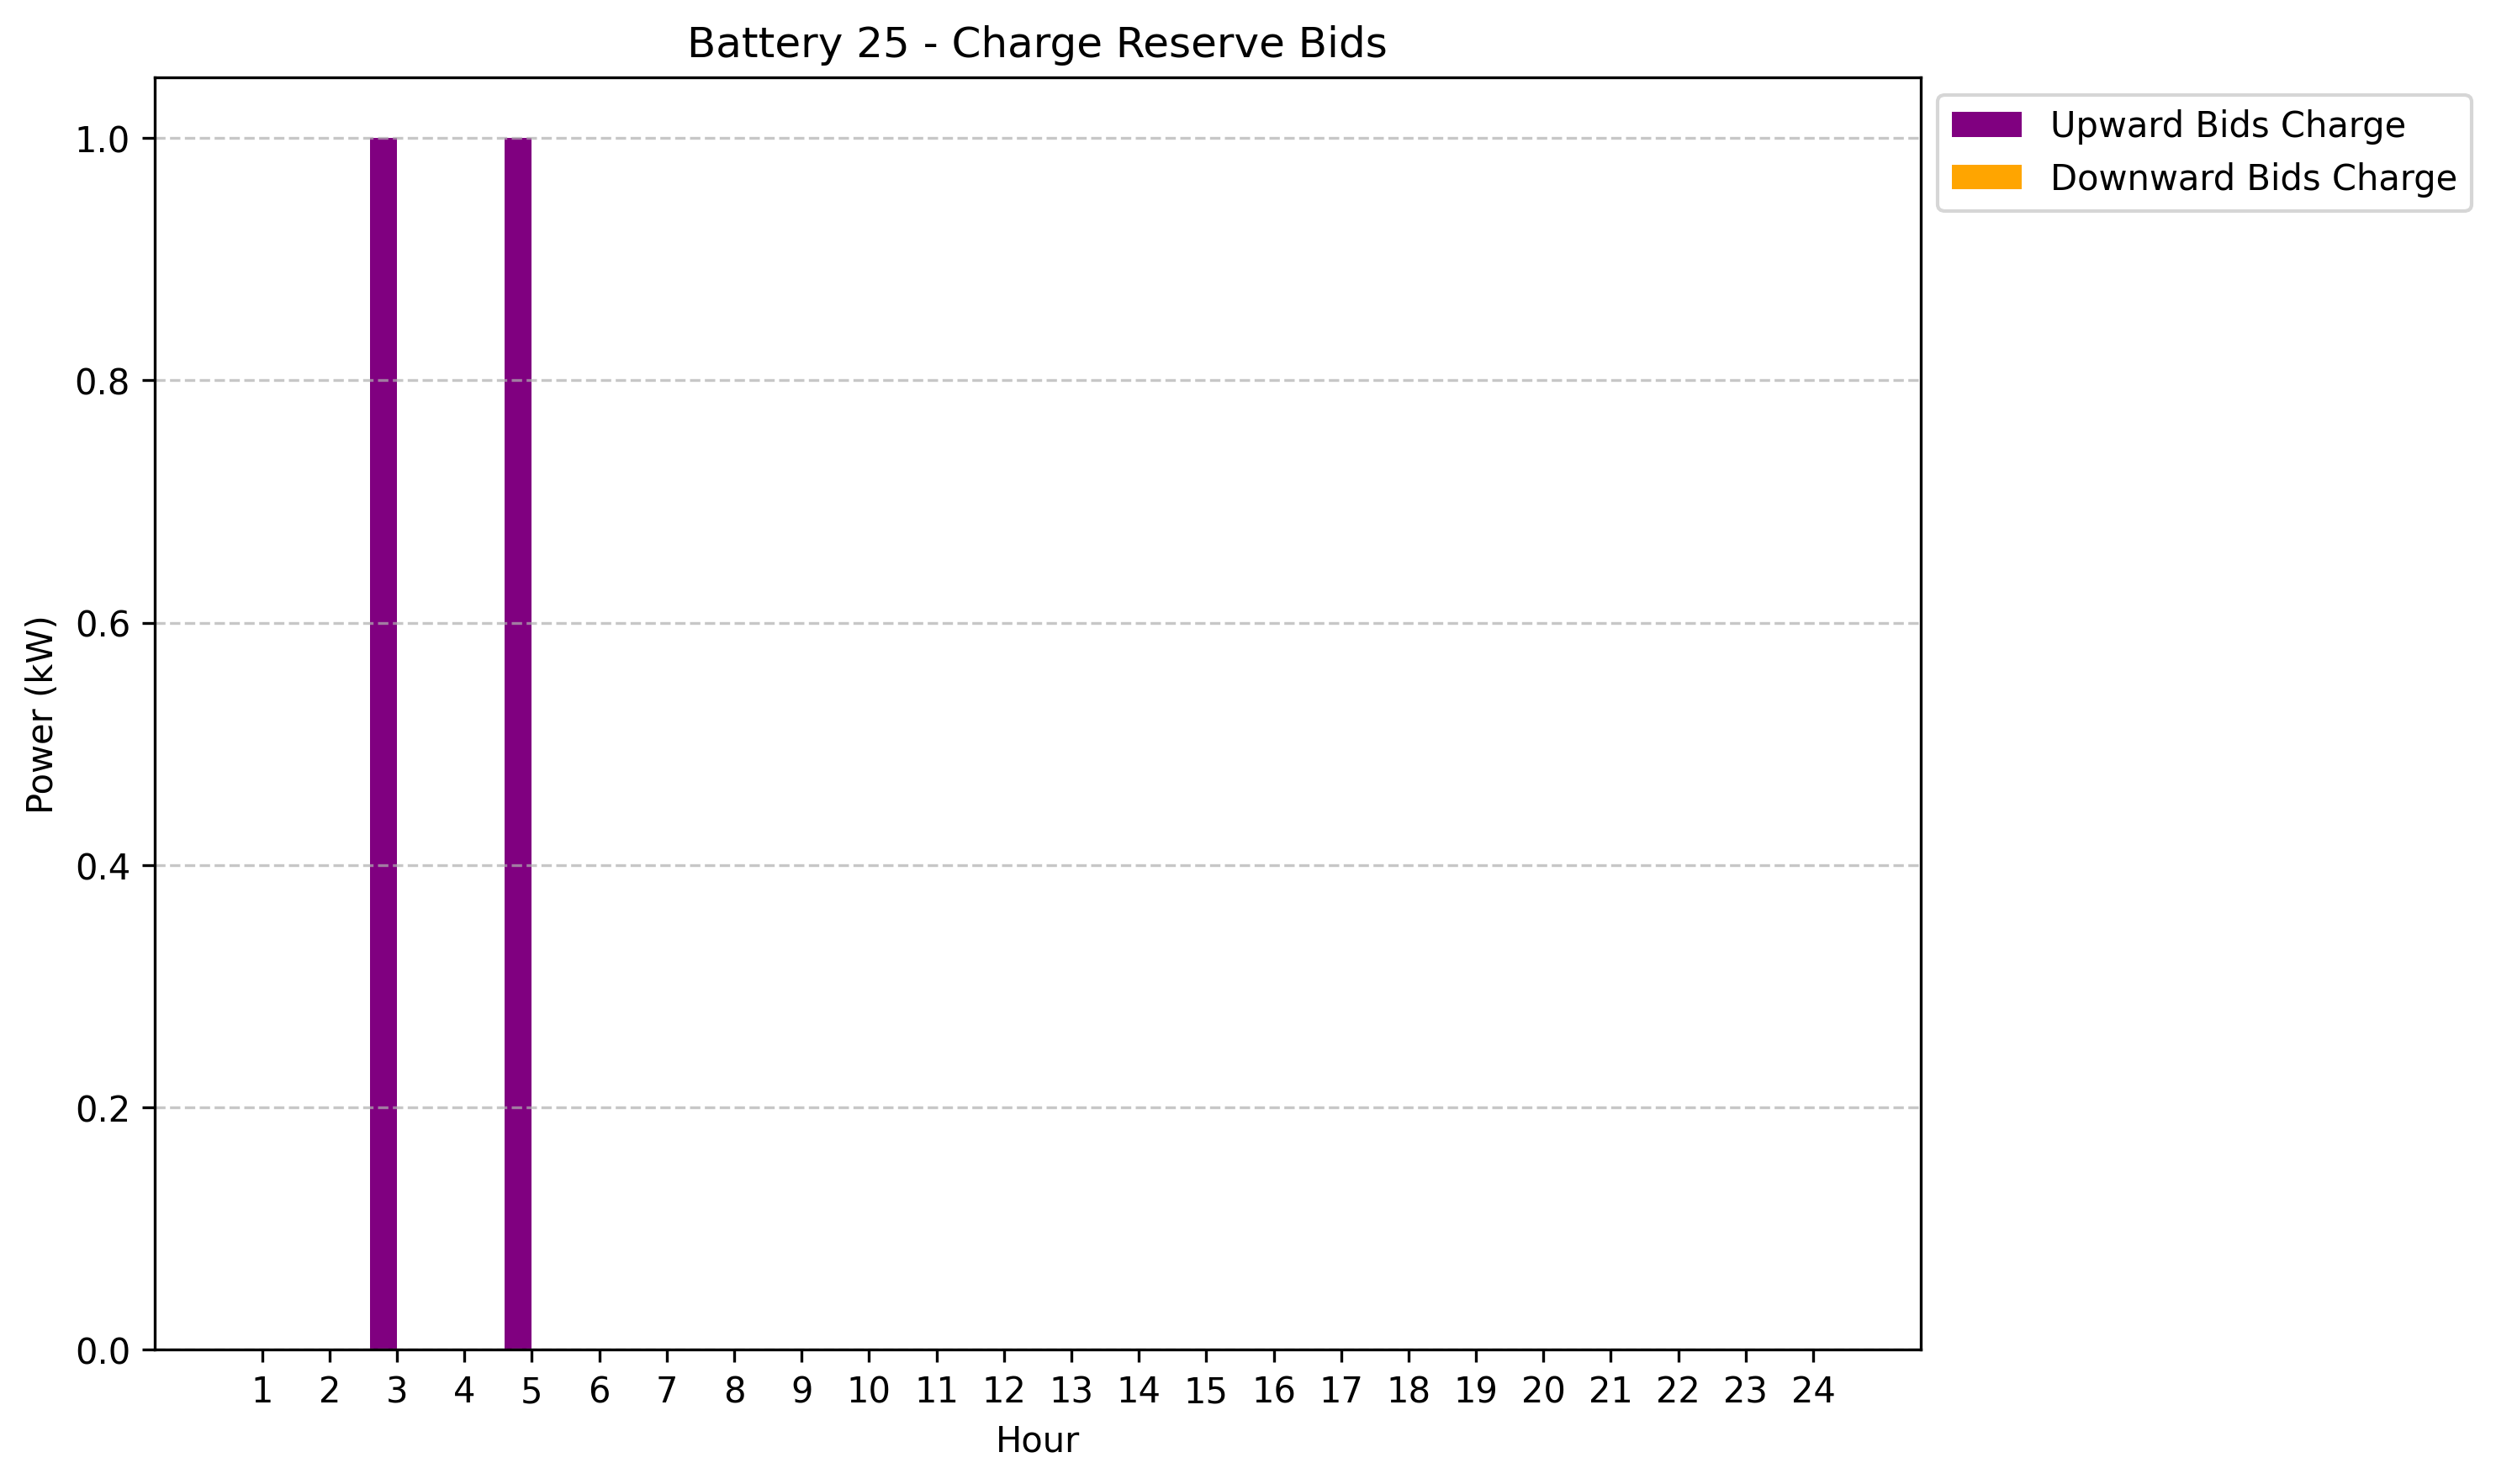 Battery 25 - Charge Reserve Bids
Upward Bids Charge
Downward Bids Charge
Power (kW)
1.0
0.8
0.6
0.4
0.2
0.0
1 2 3 4 5 6 7 8 9 10 11 12 13 14 15 16 17 18 19 20 21 22 23 24
Hour